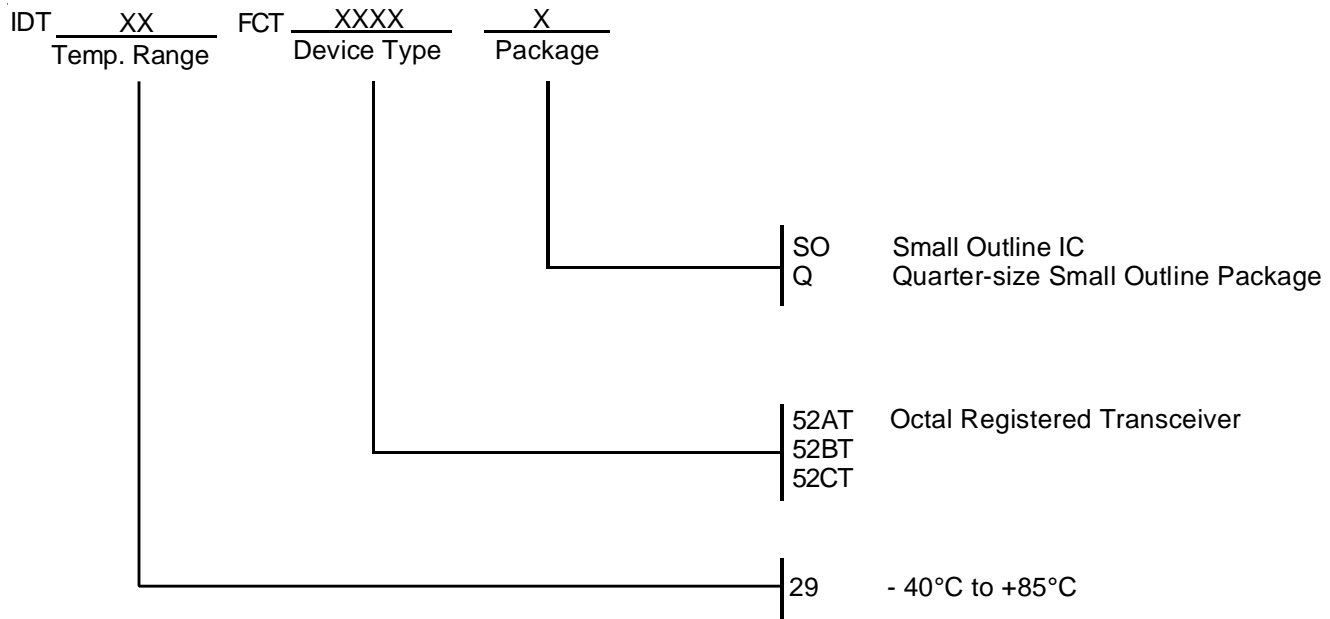 IDT XX FCT XXXX X
Temp. Range Device Type Package
SO Small Outline IC
Q Quarter-size Small Outline Package
52AT Octal Registered Transceiver
52BT
52CT
29 - 40°C to +85°C